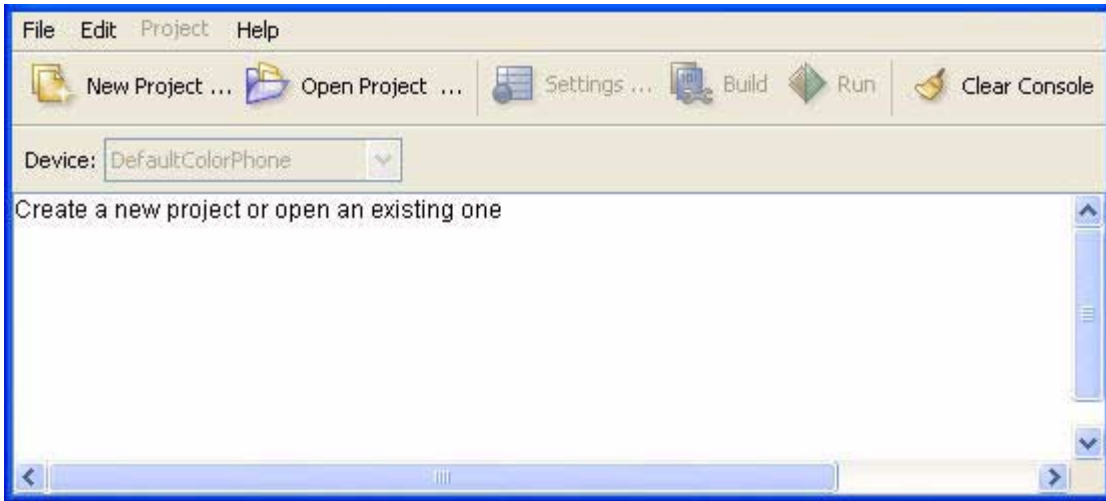 File Edit Project Help
New Project ... Open Project ... Settings ... Build Run Clear Console
Device: DefaultColorPhone
Create a new project or open an existing one